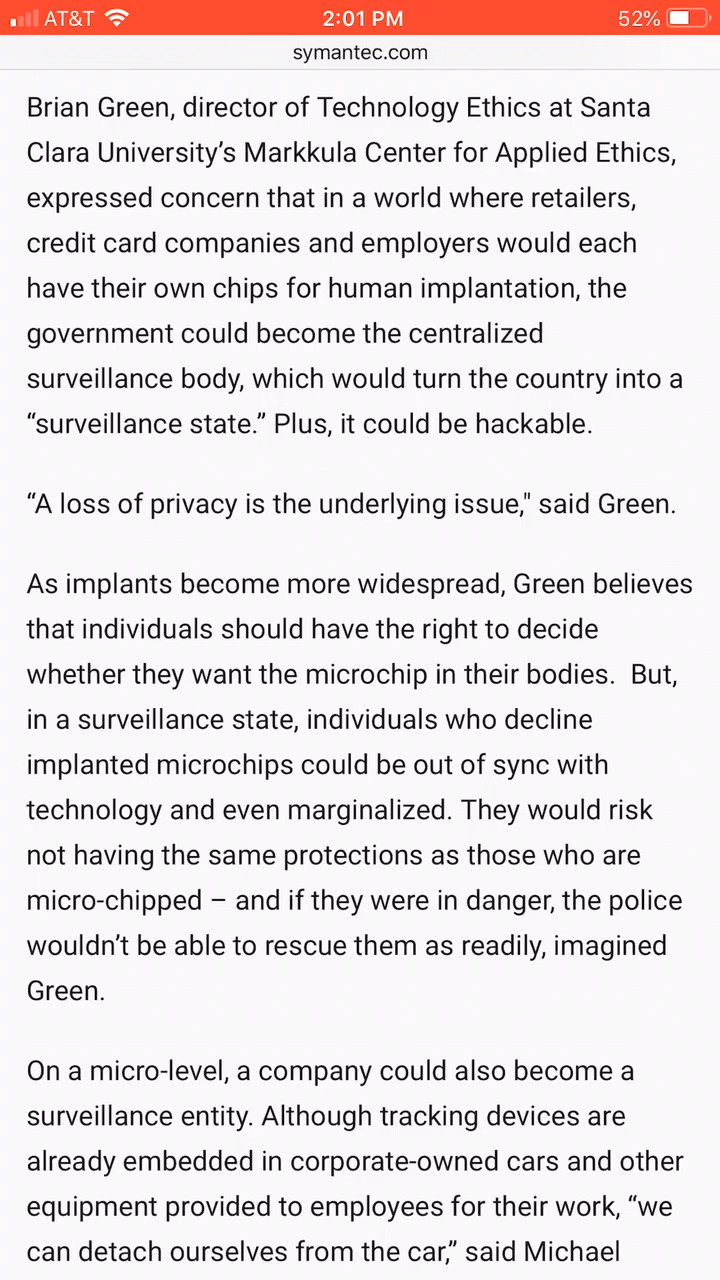 AT&T 2:01 PM 52%
symantec.com
Brian Green, director of Technology Ethics at Santa
Clara University’s Markkula Center for Applied Ethics,
expressed concern that in a world where retailers,
credit card companies and employers would each
have their own chips for human implantation, the
government could become the centralized
surveillance body, which would turn the country into a
“surveillance state.” Plus, it could be hackable.
“A loss of privacy is the underlying issue," said Green.
As implants become more widespread, Green believes
that individuals should have the right to decide
whether they want the microchip in their bodies.  But,
in a surveillance state, individuals who decline
implanted microchips could be out of sync with
technology and even marginalized. They would risk
not having the same protections as those who are
micro-chipped – and if they were in danger, the police
wouldn’t be able to rescue them as readily, imagined
Green.
On a micro-level, a company could also become a
surveillance entity. Although tracking devices are
already embedded in corporate-owned cars and other
equipment provided to employees for their work, “we
can detach ourselves from the car,” said Michael